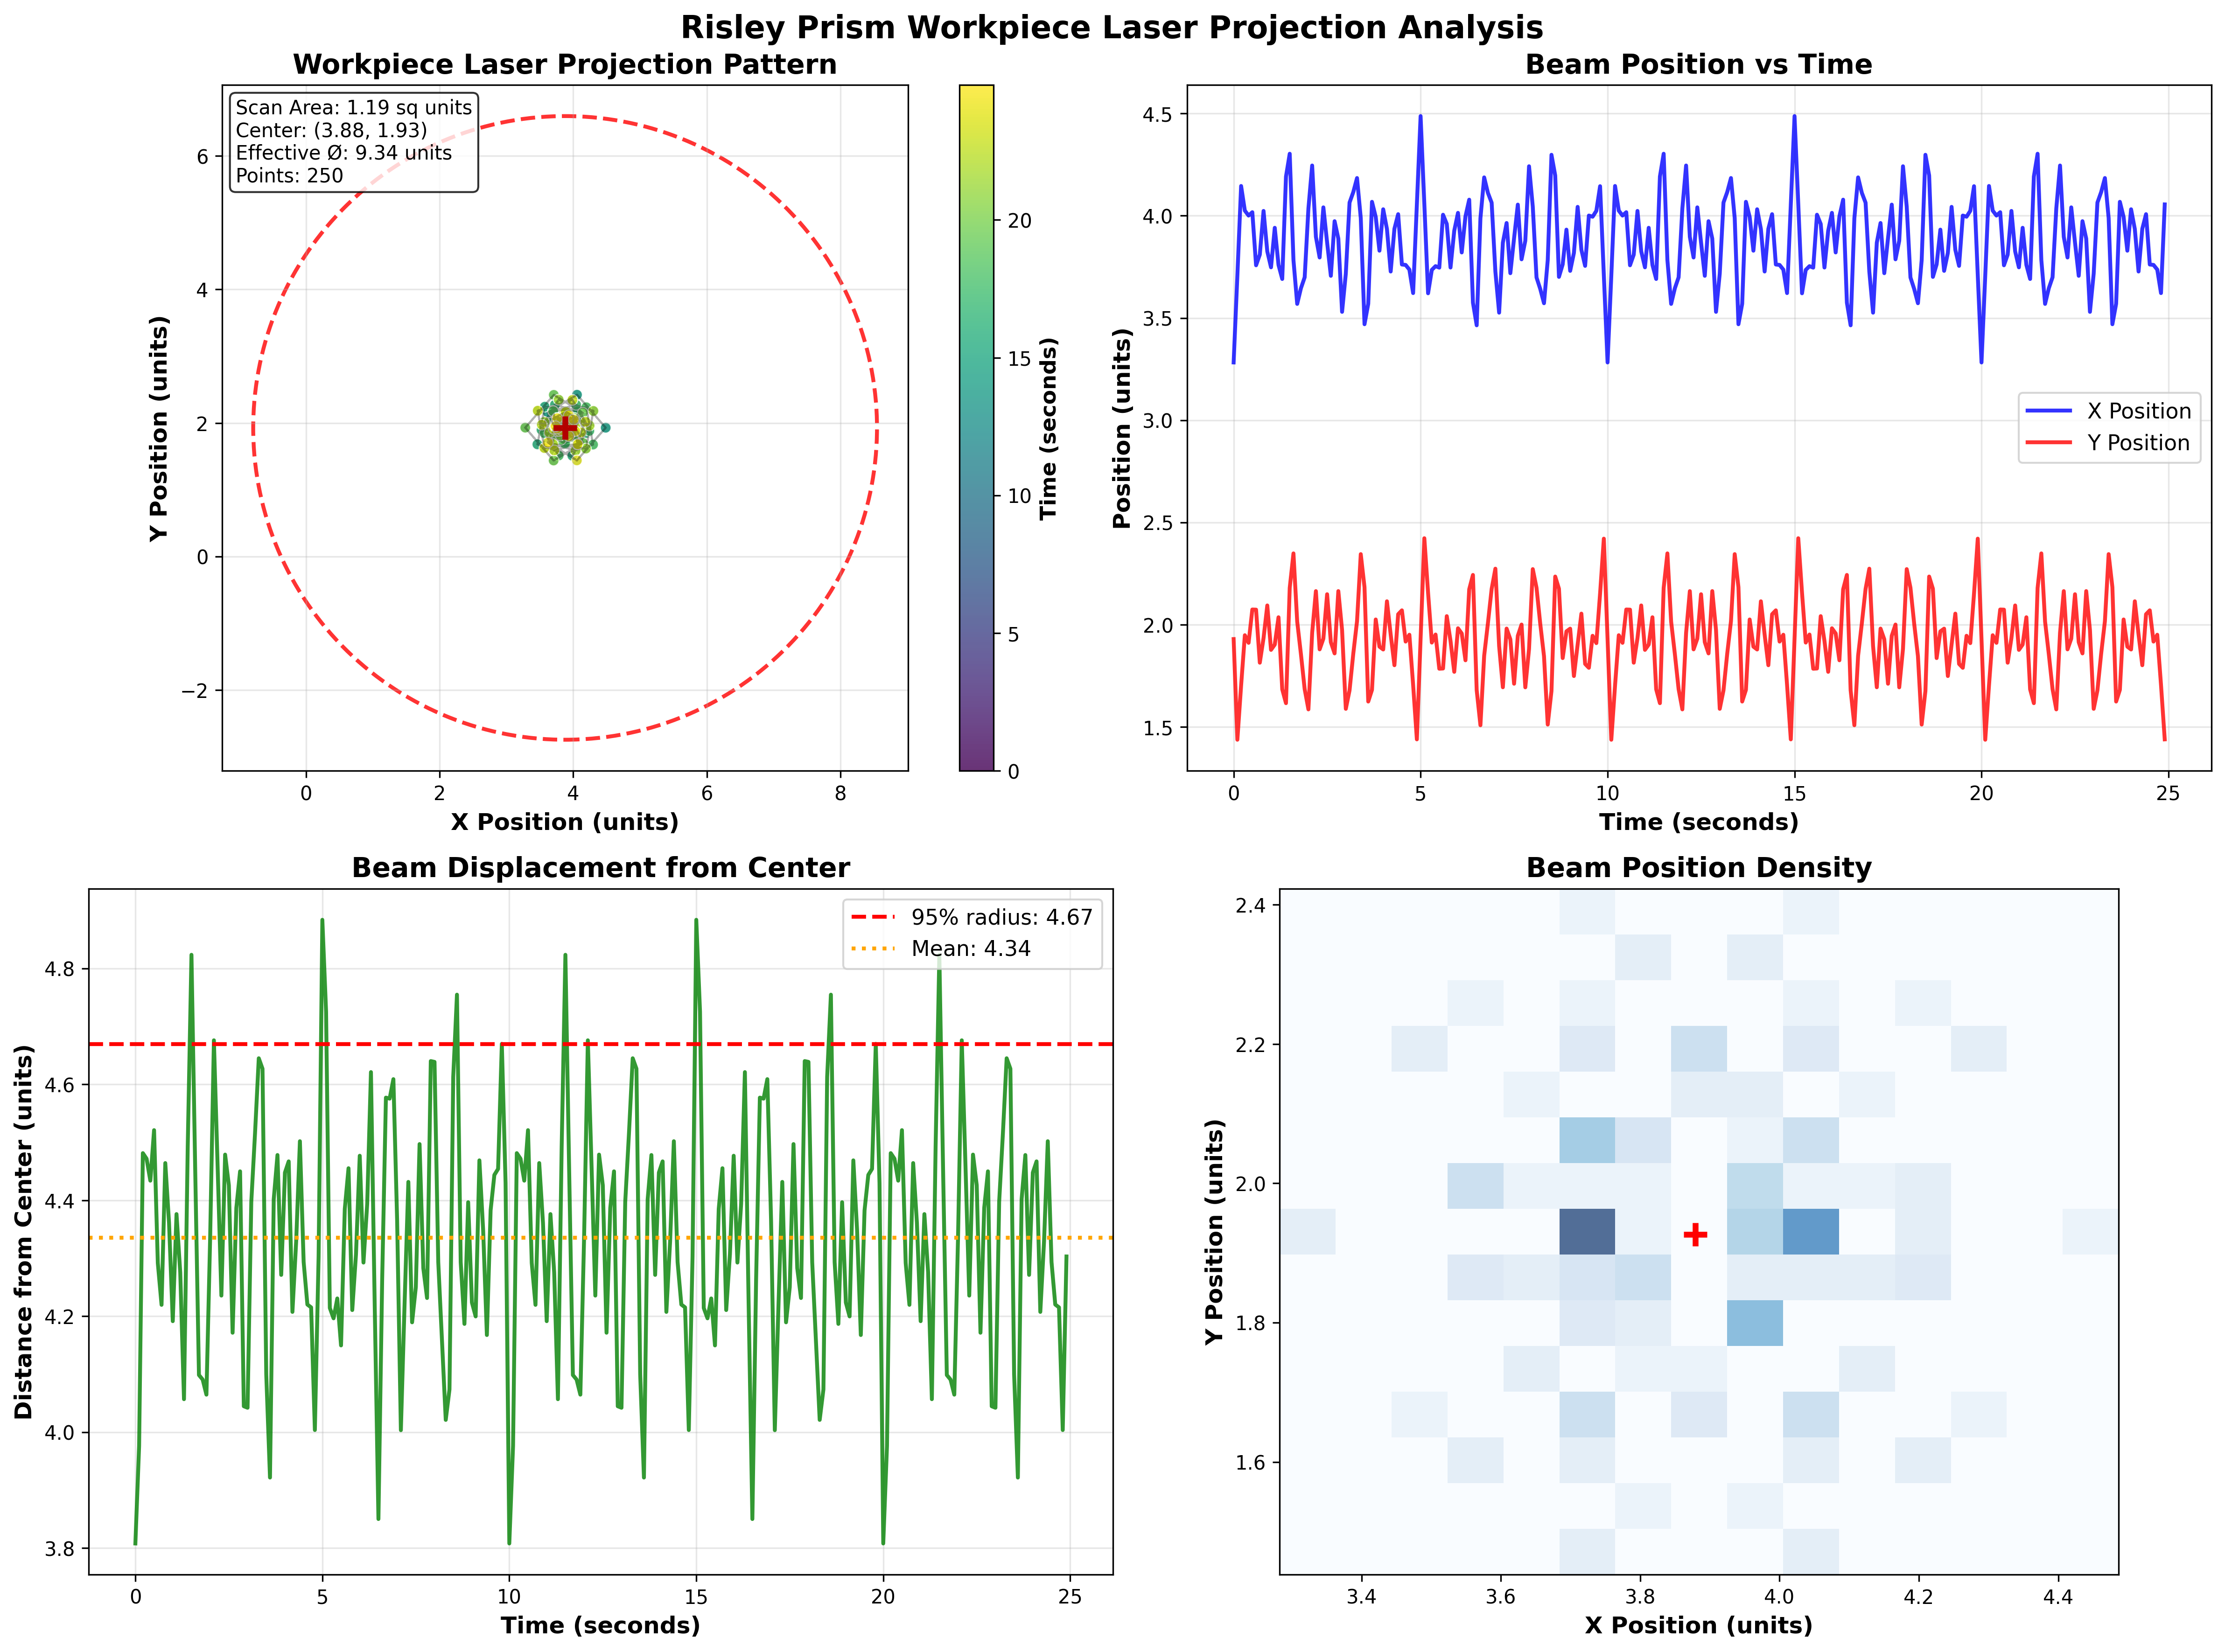 Risley Prism Workpiece Laser Projection Analysis
Workpiece Laser Projection Pattern
Scan Area: 1.19 sq units
Center: (3.88, 1.93)
Effective Ø: 9.34 units
Points: 250
Y Position (units)
6
4
2
0
−2
0 2 4 6 8
X Position (units)
20
15
10
5
0
Time (seconds)
Beam Position vs Time
Position (units)
4.5
4.0
3.5
3.0
2.5
2.0
1.5
X Position
Y Position
0 5 10 15 20 25
Time (seconds)
Beam Displacement from Center
95% radius: 4.67
Mean: 4.34
Distance from Center (units)
4.8
4.6
4.4
4.2
4.0
3.8
0 5 10 15 20 25
Time (seconds)
Beam Position Density
Y Position (units)
2.4
2.2
2.0
1.8
1.6
3.4 3.6 3.8 4.0 4.2 4.4
X Position (units)